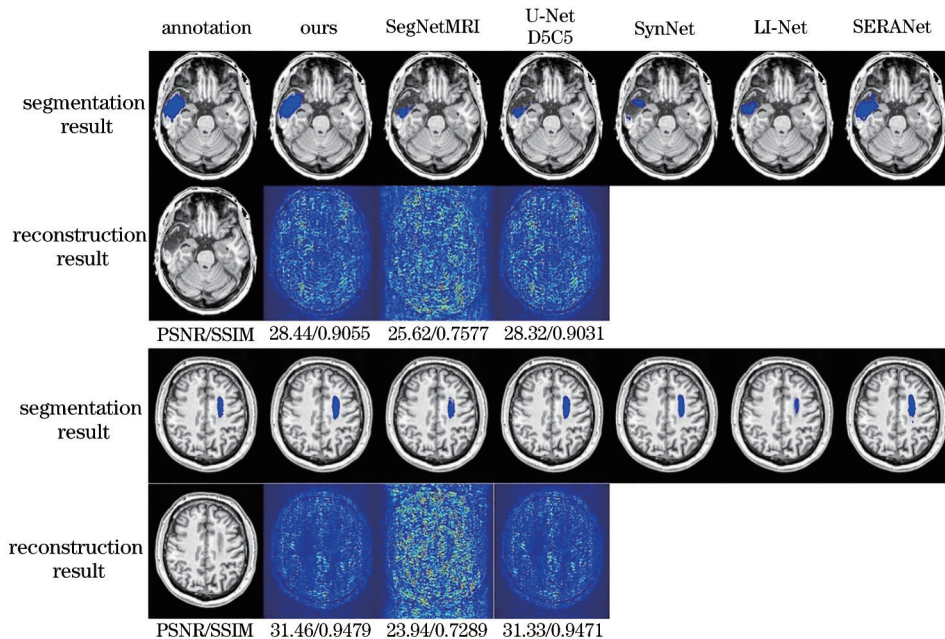 annotation ours SegNetMRI U-Net D5C5 SynNet LI-Net SERANet
segmentation
result
reconstruction
result
PSNR/SSIM 28.44/0.9055 25.62/0.7577 28.32/0.9031
segmentation
result
reconstruction
result
PSNR/SSIM 31.46/0.9479 23.94/0.7289 31.33/0.9471